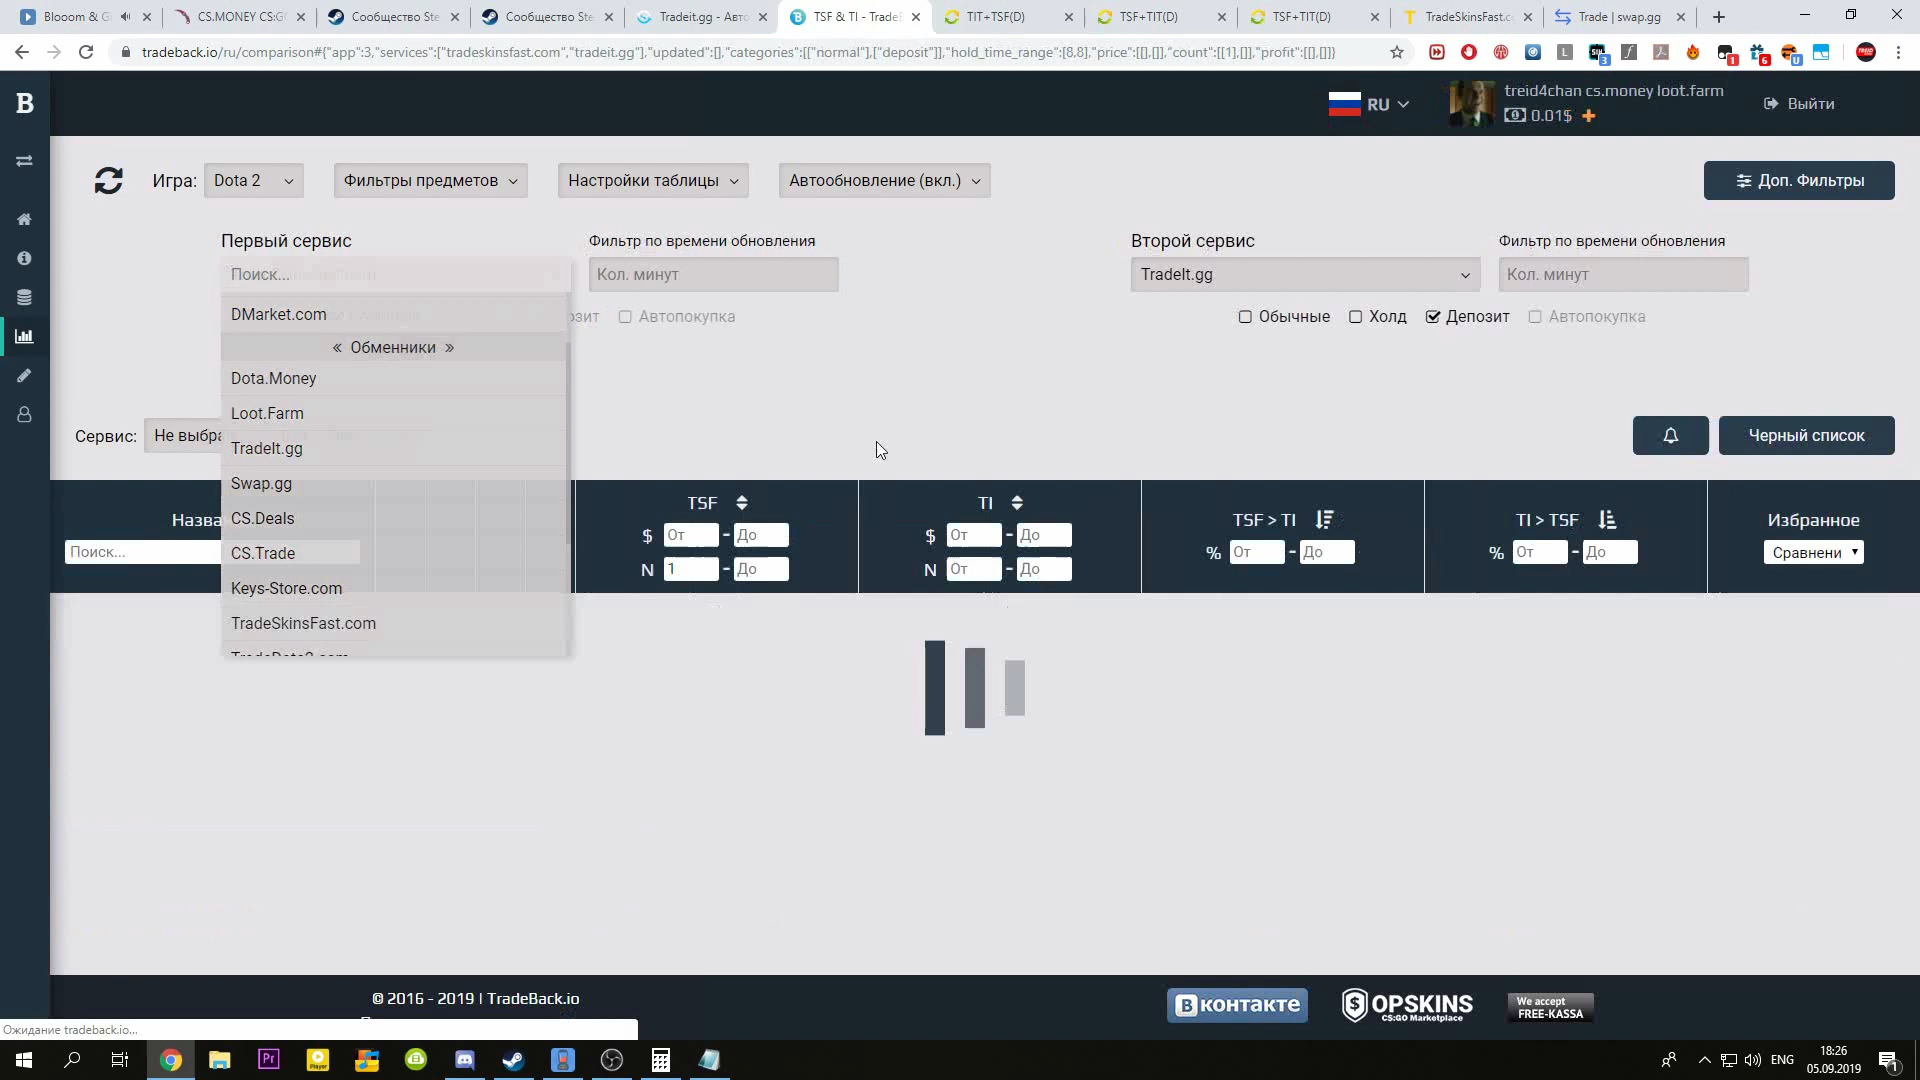 Blooom & G
CS.MONEY CS:GO
Сообщество Ste
Сообщество Ste
Tradeit.gg - Авто
TSF & TI - TradeB
TIT+TSF(D)
TSF+TIT(D)
TSF+TIT(D)
TradeSkinsFast.co
Trade | swap.gg
tradeback.io/ru/comparison#{"app":3,"services":["tradeskinsfast.com","tradeit.gg"],"updated":[],"categories":[["normal"],["deposit"]],"hold_time_range":[8,8],"price":[[],[]],"count":[[1],[]],"profit":[[],[]]}
B
RU
treid4chan cs.money loot.farm
0.01$
Выйти
Игра:
Dota 2
Фильтры предметов
Настройки таблицы
Автообновление (вкл.)
Доп. Фильтры
Первый сервис
Фильтр по времени обновления
Второй сервис
Фильтр по времени обновления
Поиск...
Кол. минут
TradeIt.gg
Кол. минут
DMarket.com
Автопокупка
Обычные
Холд
Депозит
Автопокупка
« Обменники »
Dota.Money
Loot.Farm
TradeIt.gg
Swap.gg
CS.Deals
CS.Trade
Keys-Store.com
TradeSkinsFast.com
Сервис:
Не выбра
Черный список
Назва
Поиск...
TSF
$ От - До
N 1 - До
TI
$ От - До
N От - До
TSF > TI
% От - До
TI > TSF
% От - До
Избранное
Сравнени
© 2016 - 2019 | TradeBack.io
Вконтакте
OPSKINS
CS:GO Marketplace
We accept
FREE-KASSA
Ожидание tradeback.io...
ENG
18:26
05.09.2019